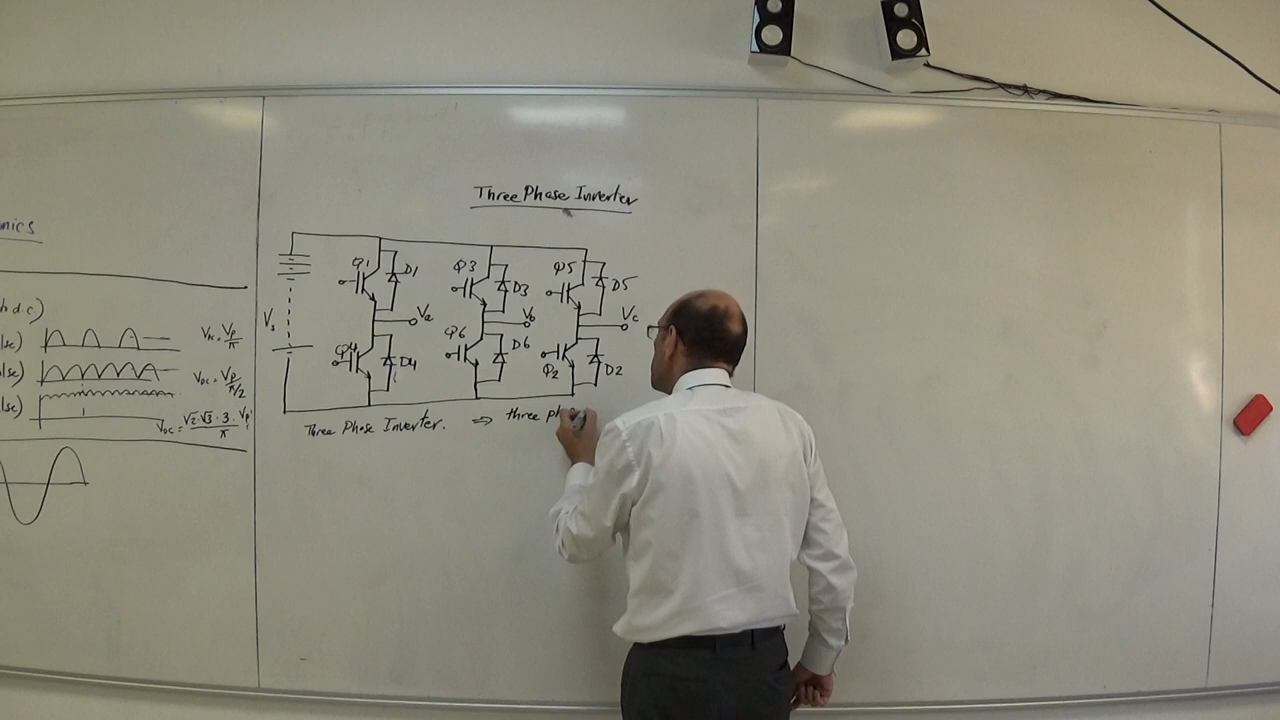 nics
h d.c)
lse) Vdc = Vp/π
lse) VDC = Vp/π/2
lse) VDC = √2·√3·3·Vp/π
Three Phase Inverter
Q1 D1 Q3 D3 Q5 D5
Vs Va Vb Vc
Q4 D4 Q6 D6 Q2 D2
Three Phase Inverter. ⇒ three ph